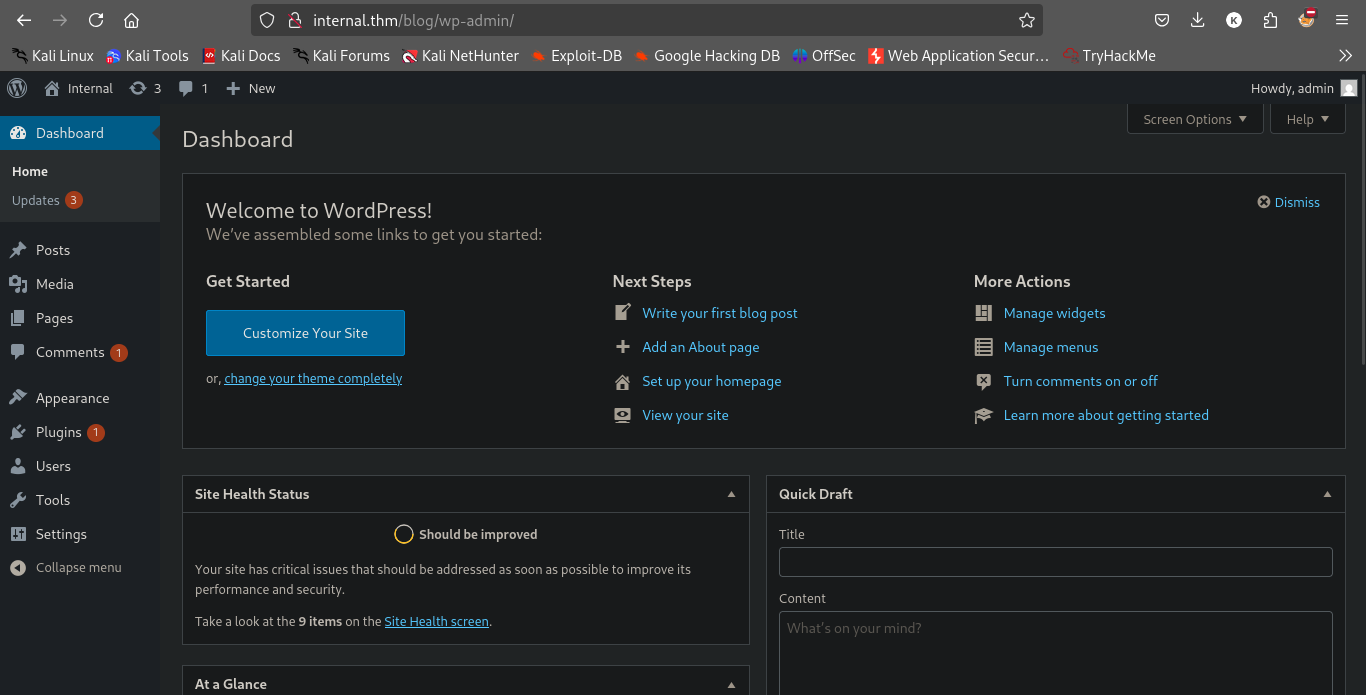 internal.thm/blog/wp-admin/
Kali Linux Kali Tools Kali Docs Kali Forums Kali NetHunter Exploit-DB Google Hacking DB OffSec Web Application Secur… TryHackMe
Internal 3 1 New Howdy, admin
Dashboard
Home
Updates 3
Posts
Media
Pages
Comments 1
Appearance
Plugins 1
Users
Tools
Settings
Collapse menu
Screen Options Help
Dashboard
Welcome to WordPress!
Dismiss
We've assembled some links to get you started:
Get Started
Customize Your Site
or, change your theme completely
Next Steps
Write your first blog post
Add an About page
Set up your homepage
View your site
More Actions
Manage widgets
Manage menus
Turn comments on or off
Learn more about getting started
Site Health Status
Should be improved
Your site has critical issues that should be addressed as soon as possible to improve its
performance and security.
Take a look at the 9 items on the Site Health screen.
At a Glance
Quick Draft
Title
Content
What's on your mind?